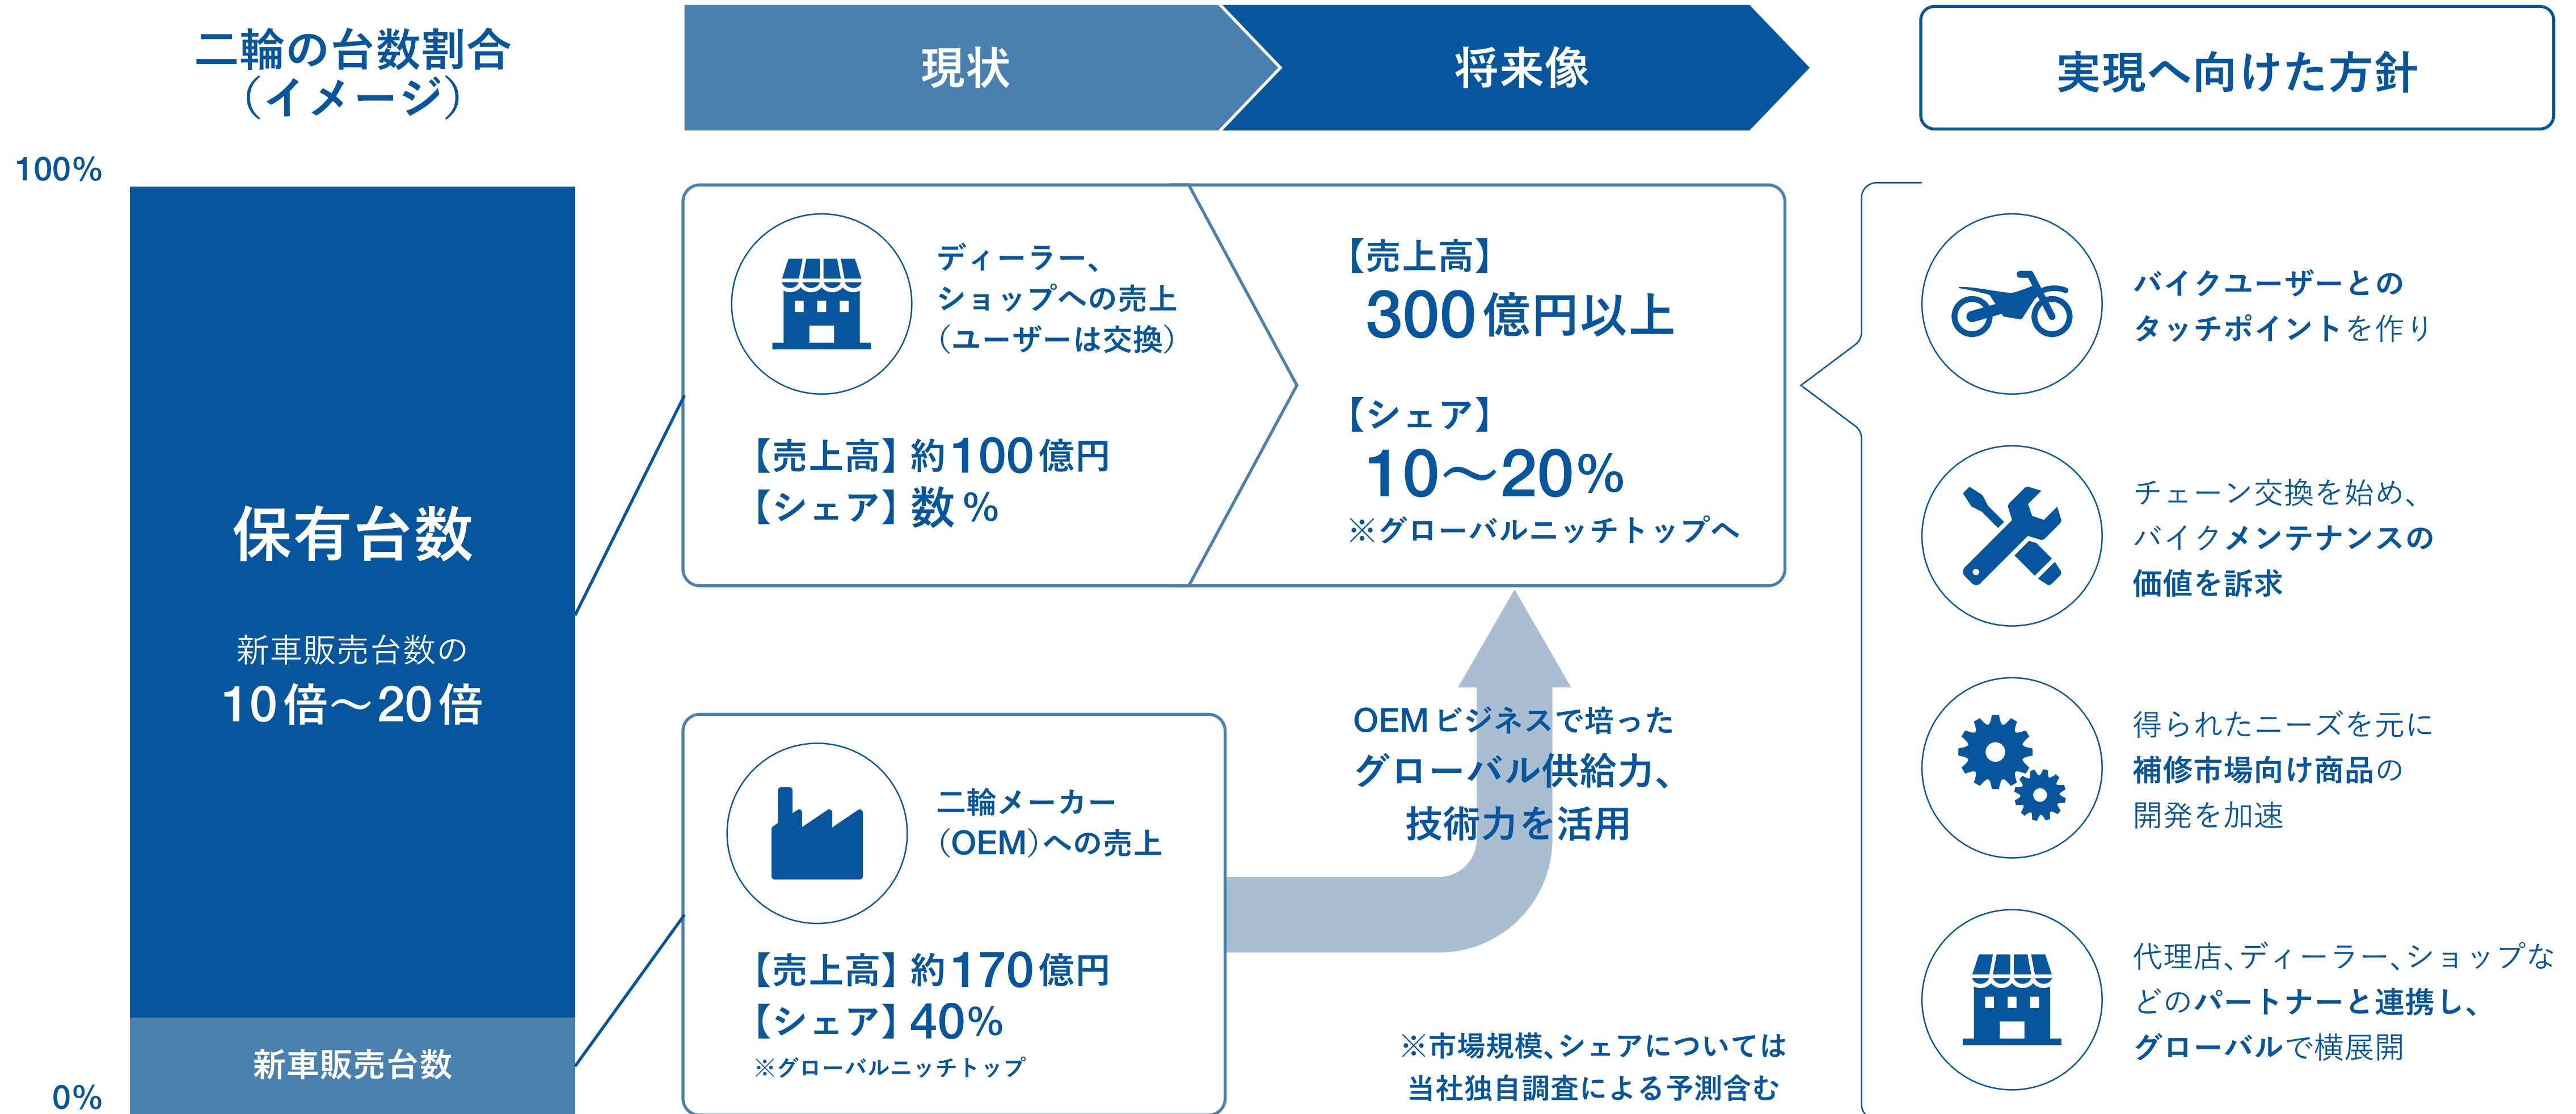 二輪の台数割合
（イメージ）
100%
保有台数
新車販売台数の
10倍～20倍
新車販売台数
0%
現状
将来像
ディーラー、
ショップへの売上
（ユーザーは交換）
【売上高】約100億円
【シェア】数%
【売上高】
300億円以上
【シェア】
10～20%
※グローバルニッチトップへ
二輪メーカー
（OEM）への売上
【売上高】約170億円
【シェア】40%
※グローバルニッチトップ
OEMビジネスで培った
グローバル供給力、
技術力を活用
※市場規模、シェアについては
当社独自調査による予測含む
実現へ向けた方針
バイクユーザーとの
タッチポイントを作り
チェーン交換を始め、
バイクメンテナンスの
価値を訴求
得られたニーズを元に
補修市場向け商品の
開発を加速
代理店、ディーラー、ショップな
どのパートナーと連携し、
グローバルで横展開